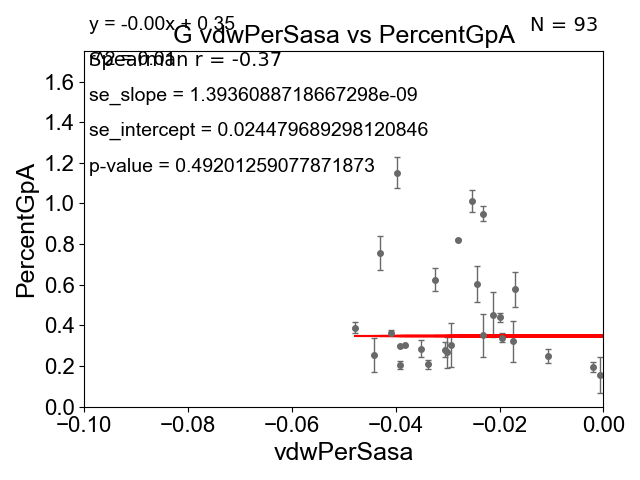 y = -0.00x + 0.35
N = 93
G vdwPerSasa vs PercentGpA
Spearman r = -0.37
se_slope = 1.3936088718667298e-09
se_intercept = 0.024479689298120846
p-value = 0.49201259077871873
PercentGpA
1.6
1.4
1.2
1.0
0.8
0.6
0.4
0.2
0.0
−0.10 −0.08 −0.06 −0.04 −0.02 0.00
vdwPerSasa